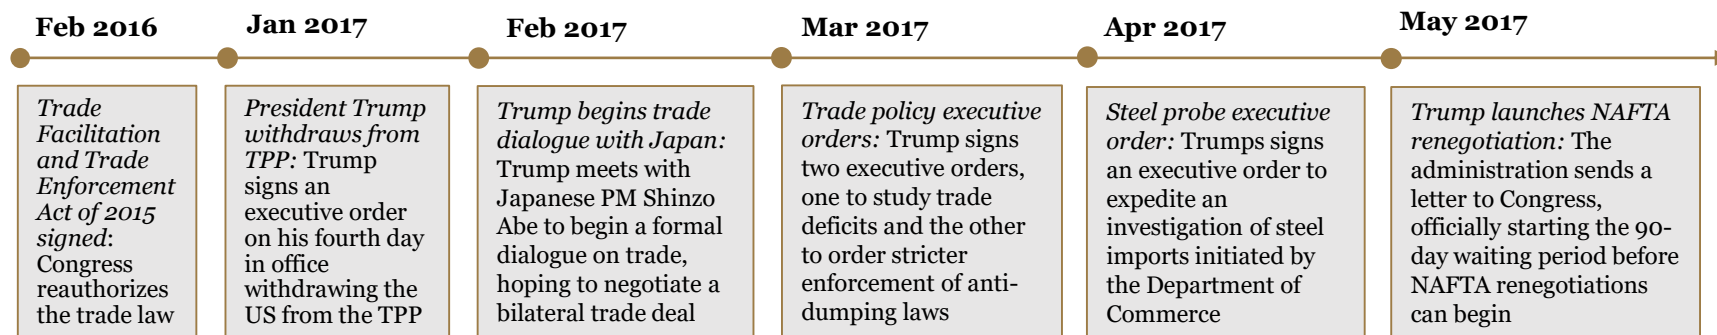 Feb 2016
Jan 2017
Feb 2017
Mar 2017
Apr 2017
May 2017
Trade
Facilitation
and Trade
Enforcement
Act of 2015
signed:
Congress
reauthorizes
the trade law
President Trump
withdraws from
TPP: Trump
signs an
executive order
on his fourth day
in office
withdrawing the
US from the TPP
Trump begins trade
dialogue with Japan:
Trump meets with
Japanese PM Shinzo
Abe to begin a formal
dialogue on trade,
hoping to negotiate a
bilateral trade deal
Trade policy executive
orders: Trump signs
two executive orders,
one to study trade
deficits and the other
to order stricter
enforcement of anti-
dumping laws
Steel probe executive
order: Trumps signs
an executive order to
expedite an
investigation of steel
imports initiated by
the Department of
Commerce
Trump launches NAFTA
renegotiation: The
administration sends a
letter to Congress,
officially starting the 90-
day waiting period before
NAFTA renegotiations
can begin